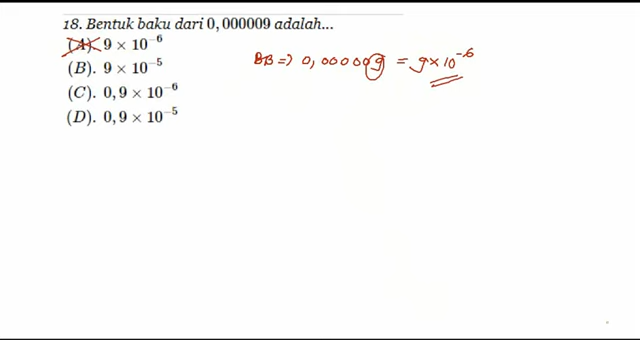 18. Bentuk baku dari 0,000009 adalah...
(A). 9 × 10⁻⁶
BB => 0,000009 = 9×10⁻⁶
(B). 9 × 10⁻⁵
(C). 0,9 × 10⁻⁶
(D). 0,9 × 10⁻⁵